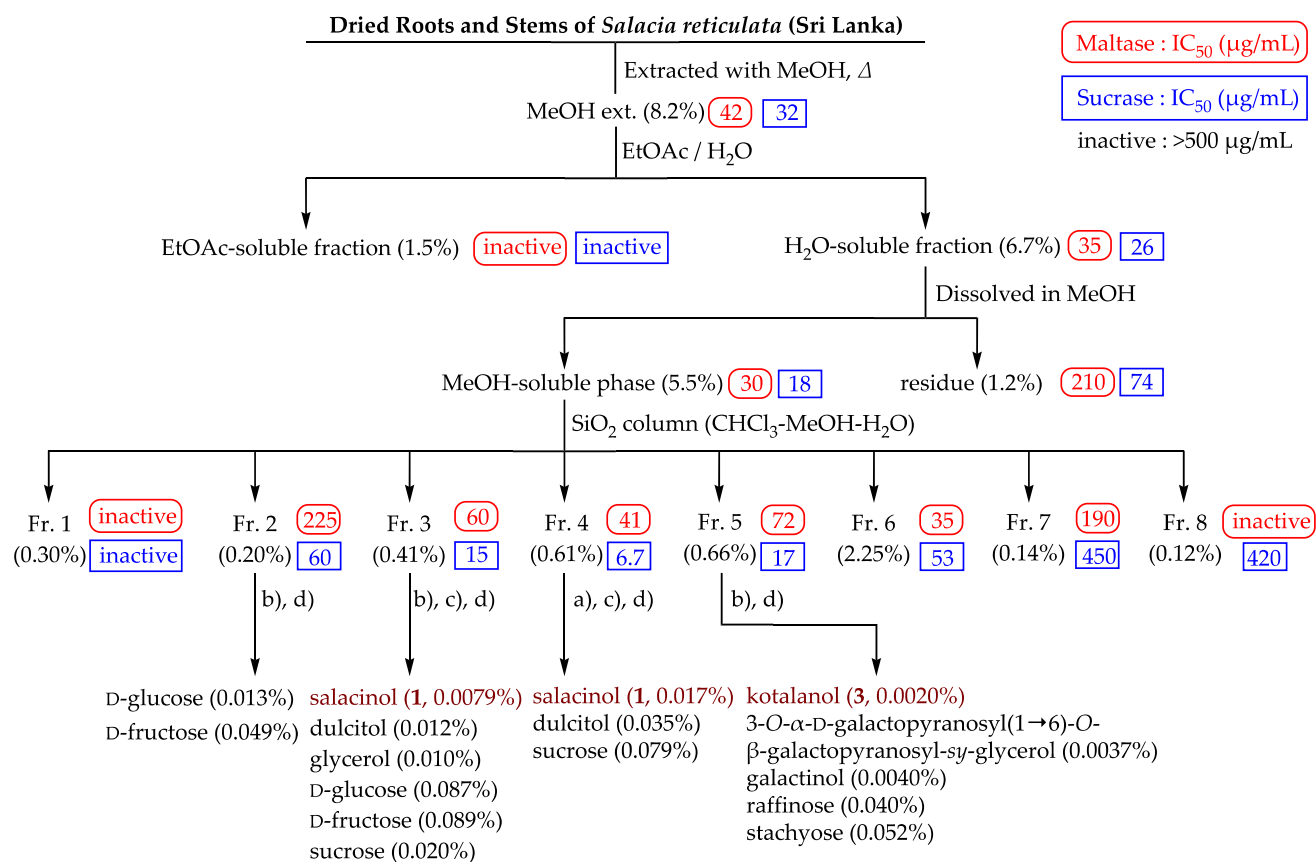 Dried Roots and Stems of Salacia reticulata (Sri Lanka)
Maltase : IC50 (µg/mL)
Sucrase : IC50 (µg/mL)
inactive : >500 µg/mL
Extracted with MeOH, Δ
MeOH ext. (8.2%) 42 32
EtOAc / H2O
EtOAc-soluble fraction (1.5%) inactive inactive
H2O-soluble fraction (6.7%) 35 26
Dissolved in MeOH
MeOH-soluble phase (5.5%) 30 18
residue (1.2%) 210 74
SiO2 column (CHCl3-MeOH-H2O)
Fr. 1 inactive
(0.30%) inactive
Fr. 2 225
(0.20%) 60
Fr. 3 60
(0.41%) 15
Fr. 4 41
(0.61%) 6.7
Fr. 5 72
(0.66%) 17
Fr. 6 35
(2.25%) 53
Fr. 7 190
(0.14%) 450
Fr. 8 inactive
(0.12%) 420
b), d)
b), c), d)
a), c), d)
b), d)
D-glucose (0.013%)
D-fructose (0.049%)
salacinol (1, 0.0079%)
dulcitol (0.012%)
glycerol (0.010%)
D-glucose (0.087%)
D-fructose (0.089%)
sucrose (0.020%)
salacinol (1, 0.017%)
dulcitol (0.035%)
sucrose (0.079%)
kotalanol (3, 0.0020%)
3-O-α-D-galactopyranosyl(1→6)-O-
β-galactopyranosyl-sy-glycerol (0.0037%)
galactinol (0.0040%)
raffinose (0.040%)
stachyose (0.052%)